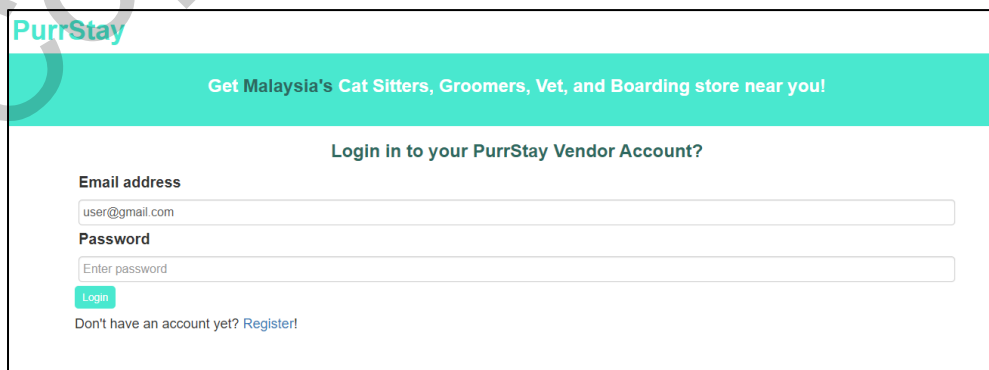 PurrStay
Get Malaysia's Cat Sitters, Groomers, Vet, and Boarding store near you!
Login in to your PurrStay Vendor Account?
Email address
user@gmail.com
Password
Enter password
Login
Don't have an account yet? Register!